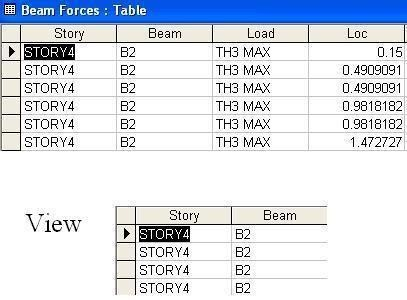 Beam Forces : Table
Story Beam Load Loc
STORY4 B2 TH3 MAX 0.15
STORY4 B2 TH3 MAX 0.4909091
STORY4 B2 TH3 MAX 0.4909091
STORY4 B2 TH3 MAX 0.9818182
STORY4 B2 TH3 MAX 0.9818182
STORY4 B2 TH3 MAX 1.472727
View
Story Beam
STORY4 B2
STORY4 B2
STORY4 B2
STORY4 B2